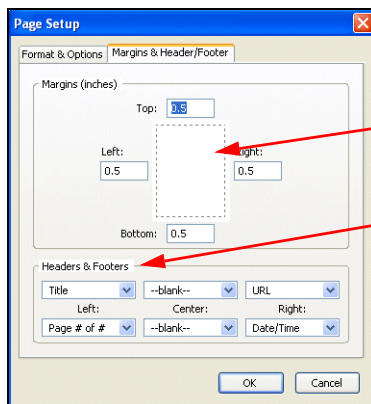 Page Setup
Format & Options Margins & Header/Footer
Margins (inches)
Top: 0.5
Left: Right:
0.5 0.5
Bottom: 0.5
Headers & Footers
Title --blank-- URL
Left: Center: Right:
Page # of # --blank-- Date/Time
OK Cancel